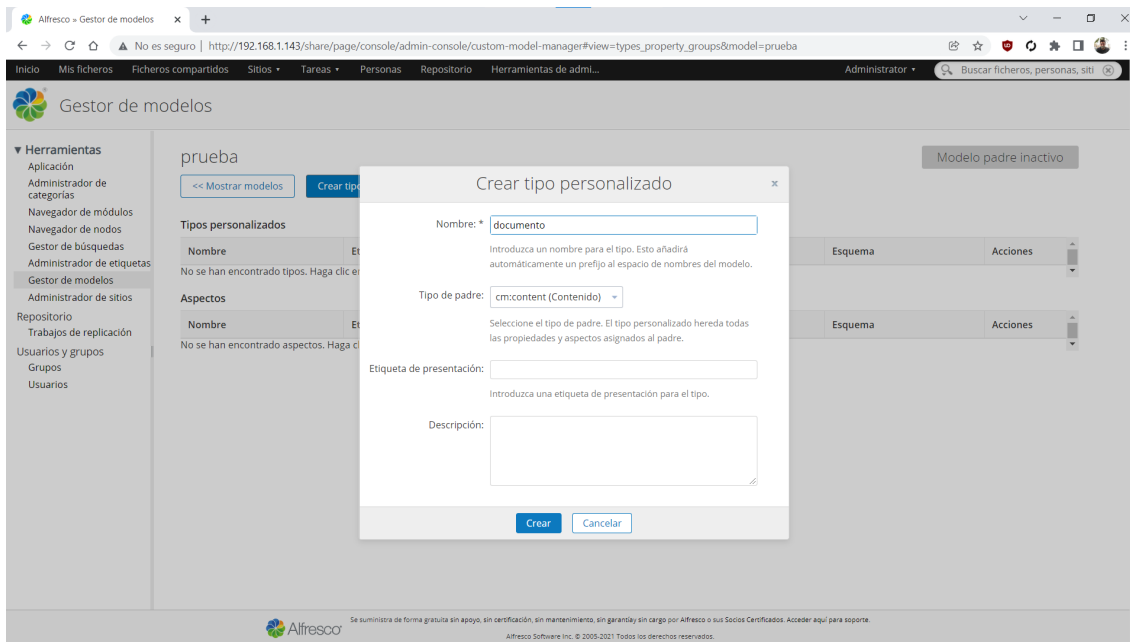 Alfresco » Gestor de modelos
No es seguro | http://192.168.1.143/share/page/console/admin-console/custom-model-manager#view=types_property_groups&model=prueba
Inicio Mis ficheros Ficheros compartidos Sitios Tareas Personas Repositorio Herramientas de admi... Administrator Buscar ficheros, personas, siti
Gestor de modelos
Herramientas
Aplicación
Administrador de
categorías
Navegador de módulos
Navegador de nodos
Gestor de búsquedas
Administrador de etiquetas
Gestor de modelos
Administrador de sitios
Repositorio
Trabajos de replicación
Usuarios y grupos
Grupos
Usuarios
prueba
Modelo padre inactivo
<< Mostrar modelos Crear tipo
Tipos personalizados
Nombre Et Esquema Acciones
No se han encontrado tipos. Haga clic en
Aspectos
Nombre Et Esquema Acciones
No se han encontrado aspectos. Haga cl
Crear tipo personalizado
Nombre: * documento
Introduzca un nombre para el tipo. Esto añadirá
automáticamente un prefijo al espacio de nombres del modelo.
Tipo de padre: cm:content (Contenido)
Seleccione el tipo de padre. El tipo personalizado hereda todas
las propiedades y aspectos asignados al padre.
Etiqueta de presentación:
Introduzca una etiqueta de presentación para el tipo.
Descripción:
Crear Cancelar
Alfresco
Se suministra de forma gratuita sin apoyo, sin certificación, sin mantenimiento, sin garantíay sin cargo por Alfresco o sus Socios Certificados. Acceder aquí para soporte.
Alfresco Software Inc. © 2005-2021 Todos los derechos reservados.